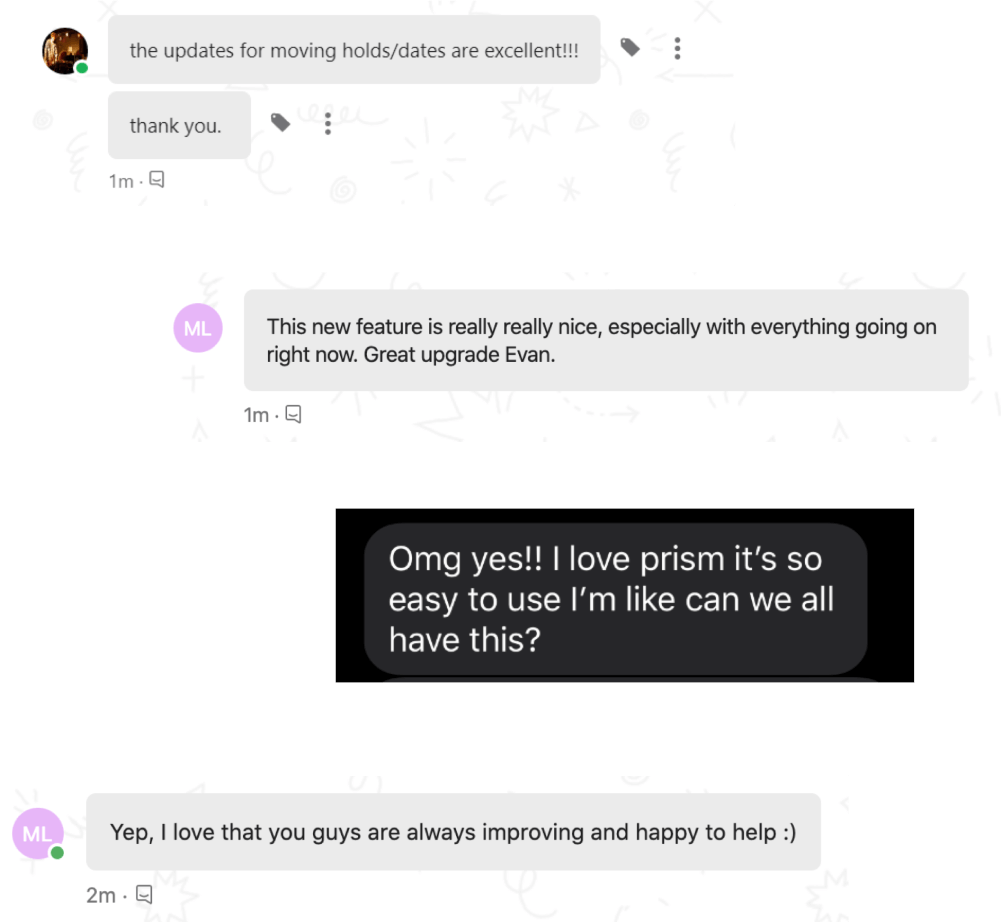 the updates for moving holds/dates are excellent!!!
thank you.
1m ·
ML
This new feature is really really nice, especially with everything going on
right now. Great upgrade Evan.
1m ·
Omg yes!! I love prism it’s so
easy to use I’m like can we all
have this?
ML
Yep, I love that you guys are always improving and happy to help :)
2m ·